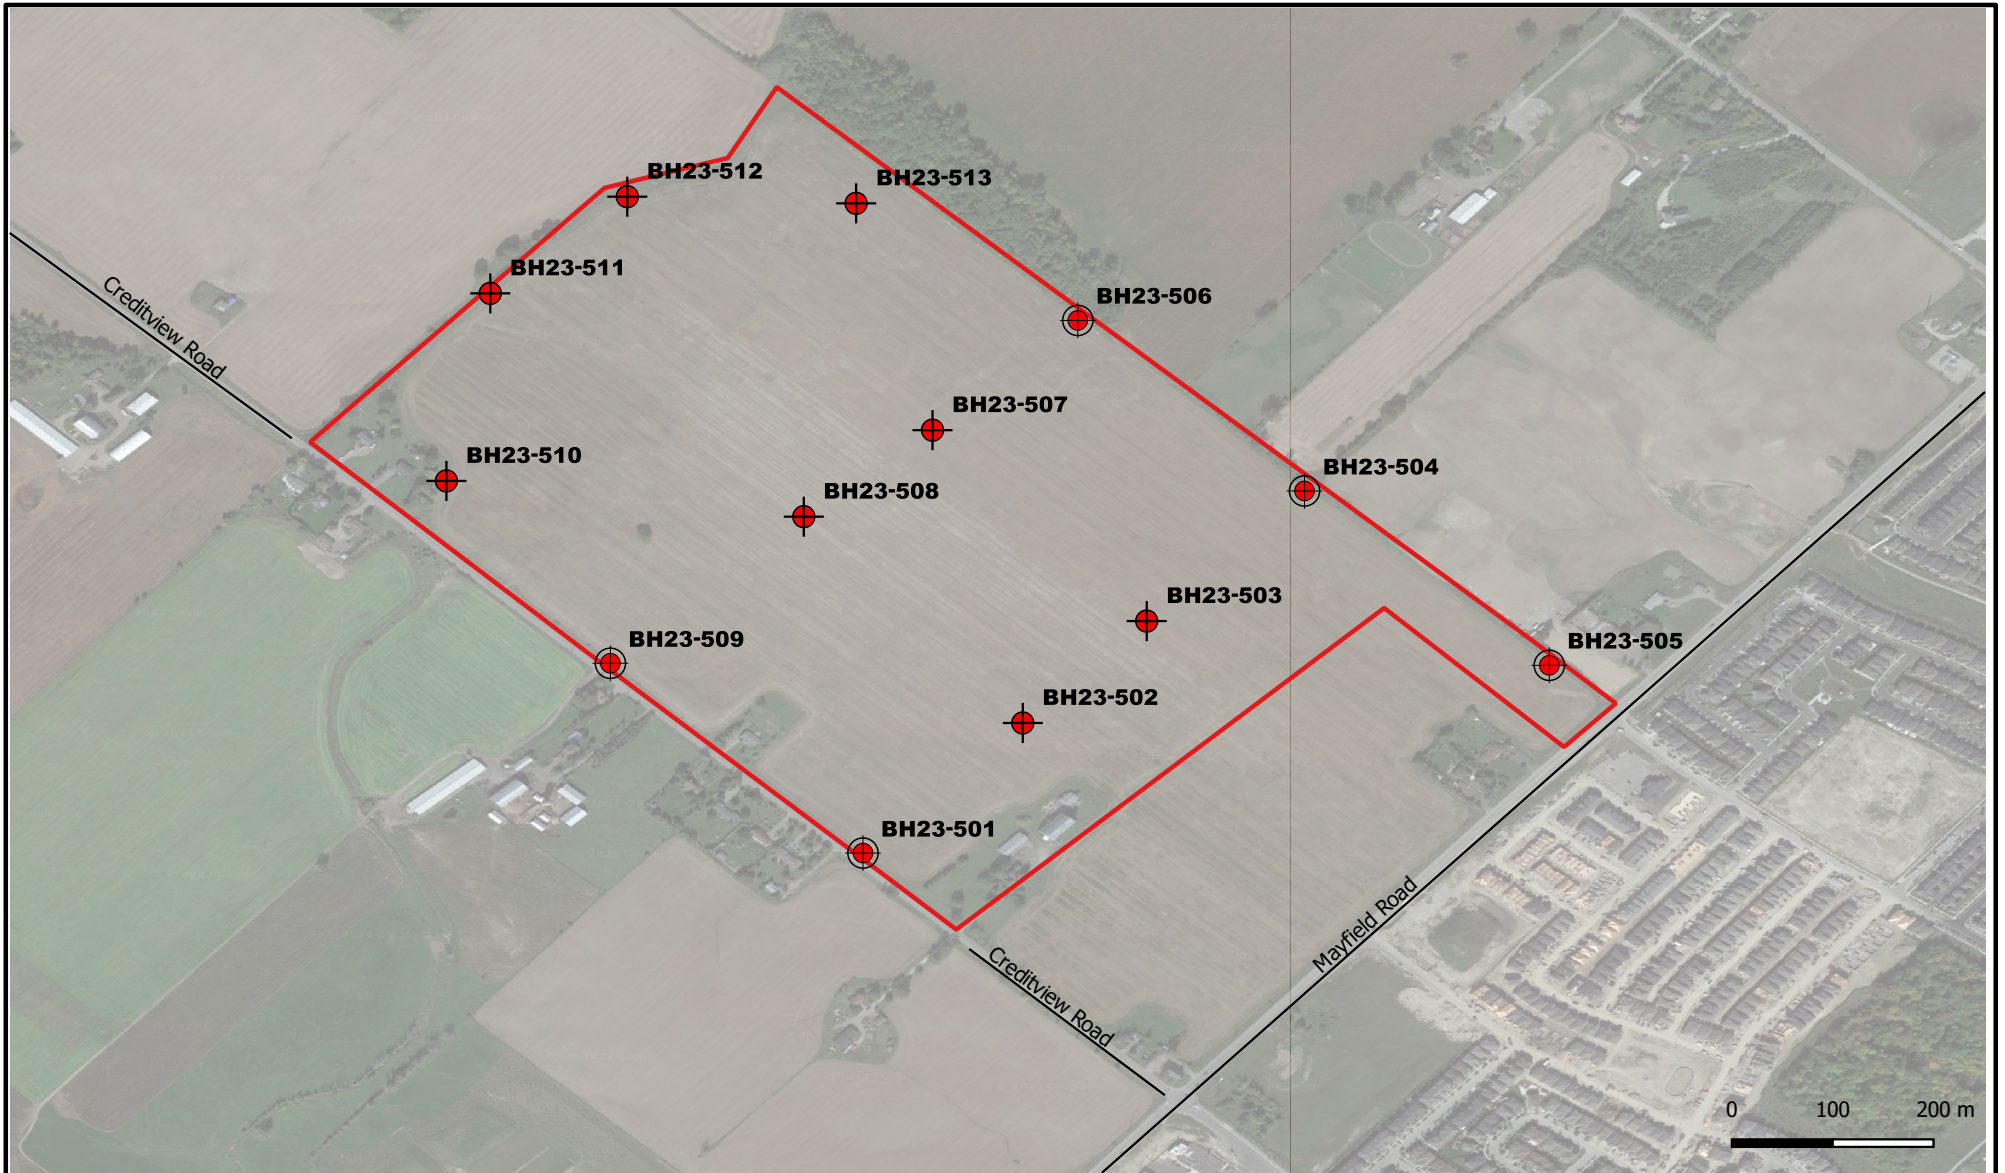 BH23-512
BH23-513
BH23-511
BH23-506
Creditview Road
BH23-507
BH23-510
BH23-504
BH23-508
BH23-503
BH23-509
BH23-505
BH23-502
BH23-501
Mayfield Road
Creditview Road
0 100 200 m